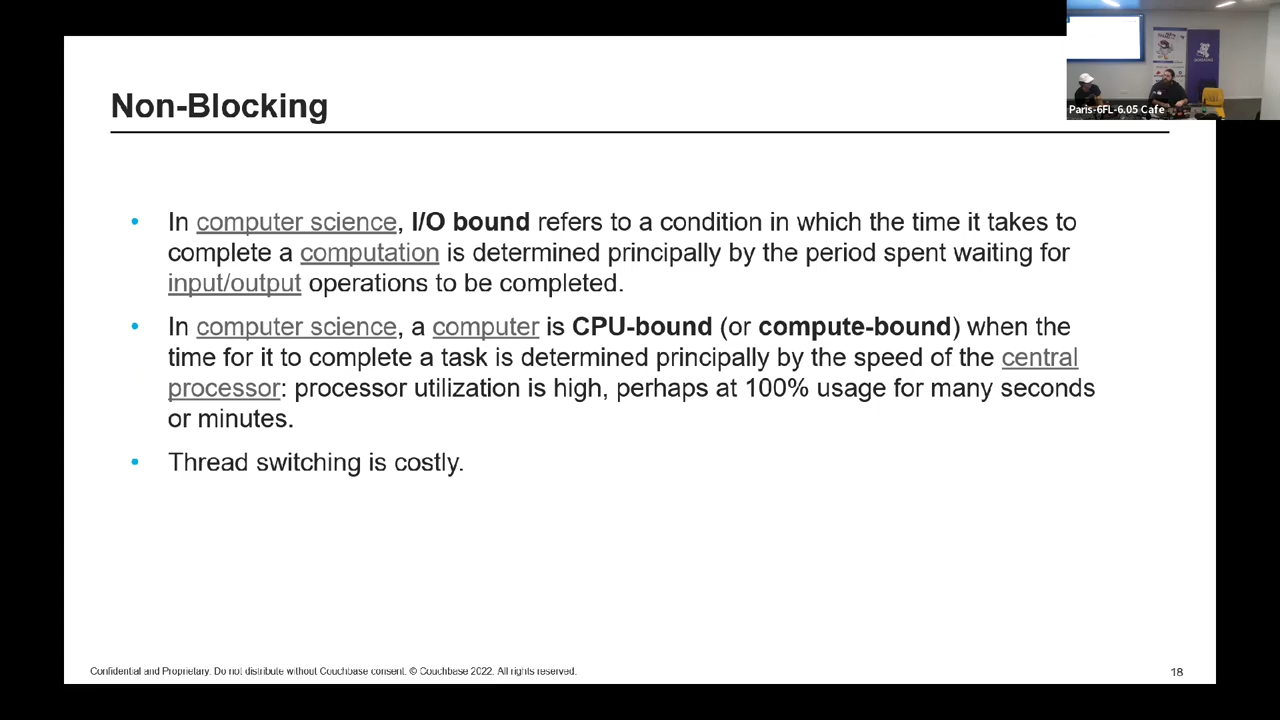 Non-Blocking
Paris-6FL-6.05 Cafe
• In computer science, I/O bound refers to a condition in which the time it takes to
complete a computation is determined principally by the period spent waiting for
input/output operations to be completed.
• In computer science, a computer is CPU-bound (or compute-bound) when the
time for it to complete a task is determined principally by the speed of the central
processor: processor utilization is high, perhaps at 100% usage for many seconds
or minutes.
• Thread switching is costly.
Confidential and Proprietary. Do not distribute without Couchbase consent. © Couchbase 2022. All rights reserved.
18